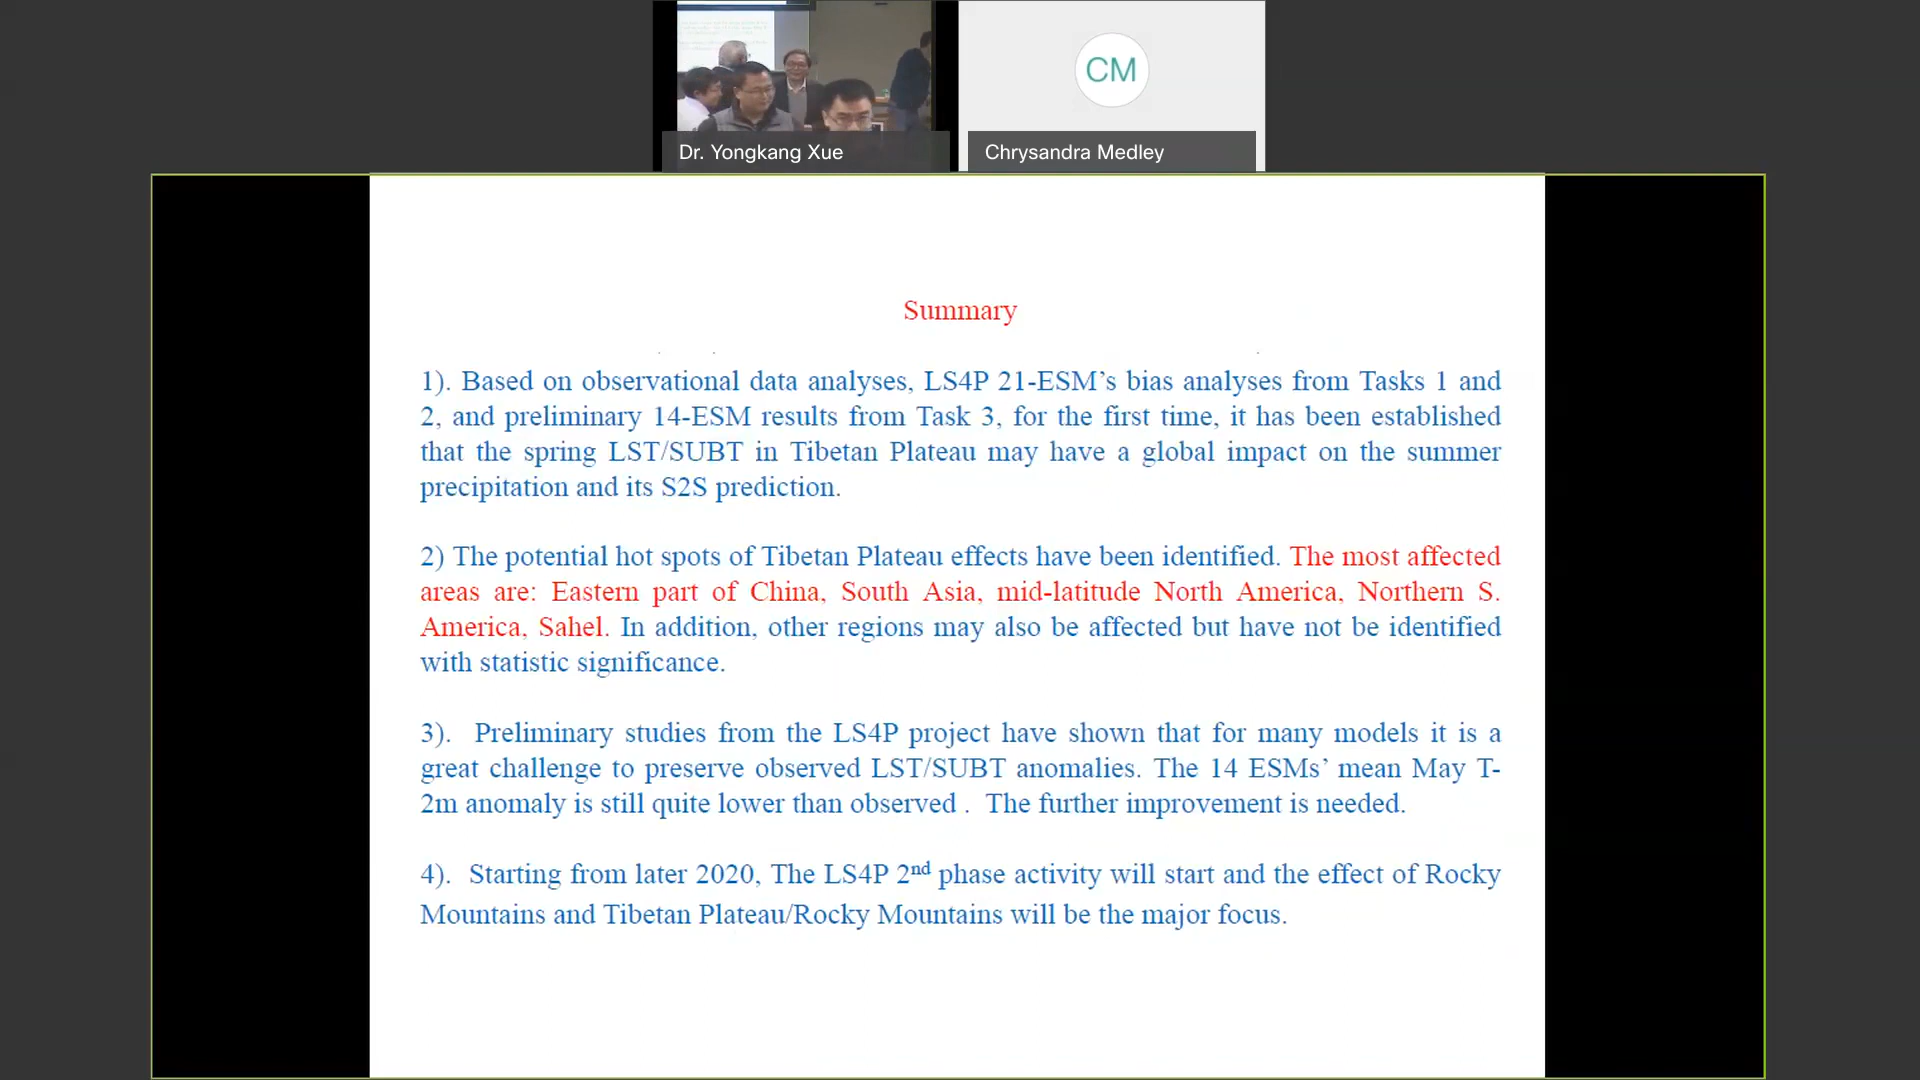 CM
Dr. Yongkang Xue
Chrysandra Medley
Summary
1). Based on observational data analyses, LS4P 21-ESM’s bias analyses from Tasks 1 and
2, and preliminary 14-ESM results from Task 3, for the first time, it has been established
that the spring LST/SUBT in Tibetan Plateau may have a global impact on the summer
precipitation and its S2S prediction.
2) The potential hot spots of Tibetan Plateau effects have been identified. The most affected
areas are: Eastern part of China, South Asia, mid-latitude North America, Northern S.
America, Sahel. In addition, other regions may also be affected but have not be identified
with statistic significance.
3). Preliminary studies from the LS4P project have shown that for many models it is a
great challenge to preserve observed LST/SUBT anomalies. The 14 ESMs’ mean May T-
2m anomaly is still quite lower than observed . The further improvement is needed.
4). Starting from later 2020, The LS4P 2nd phase activity will start and the effect of Rocky
Mountains and Tibetan Plateau/Rocky Mountains will be the major focus.